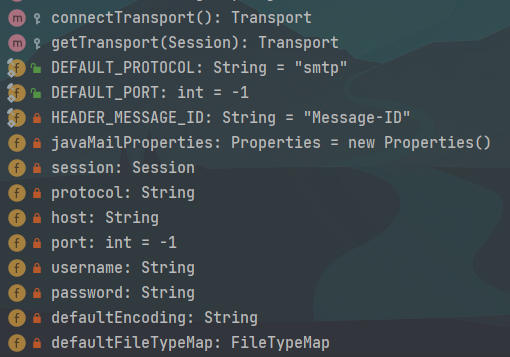 m connectTransport(): Transport
m getTransport(Session): Transport
f DEFAULT_PROTOCOL: String = "smtp"
f DEFAULT_PORT: int = -1
f HEADER_MESSAGE_ID: String = "Message-ID"
f javaMailProperties: Properties = new Properties()
f session: Session
f protocol: String
f host: String
f port: int = -1
f username: String
f password: String
f defaultEncoding: String
f defaultFileTypeMap: FileTypeMap